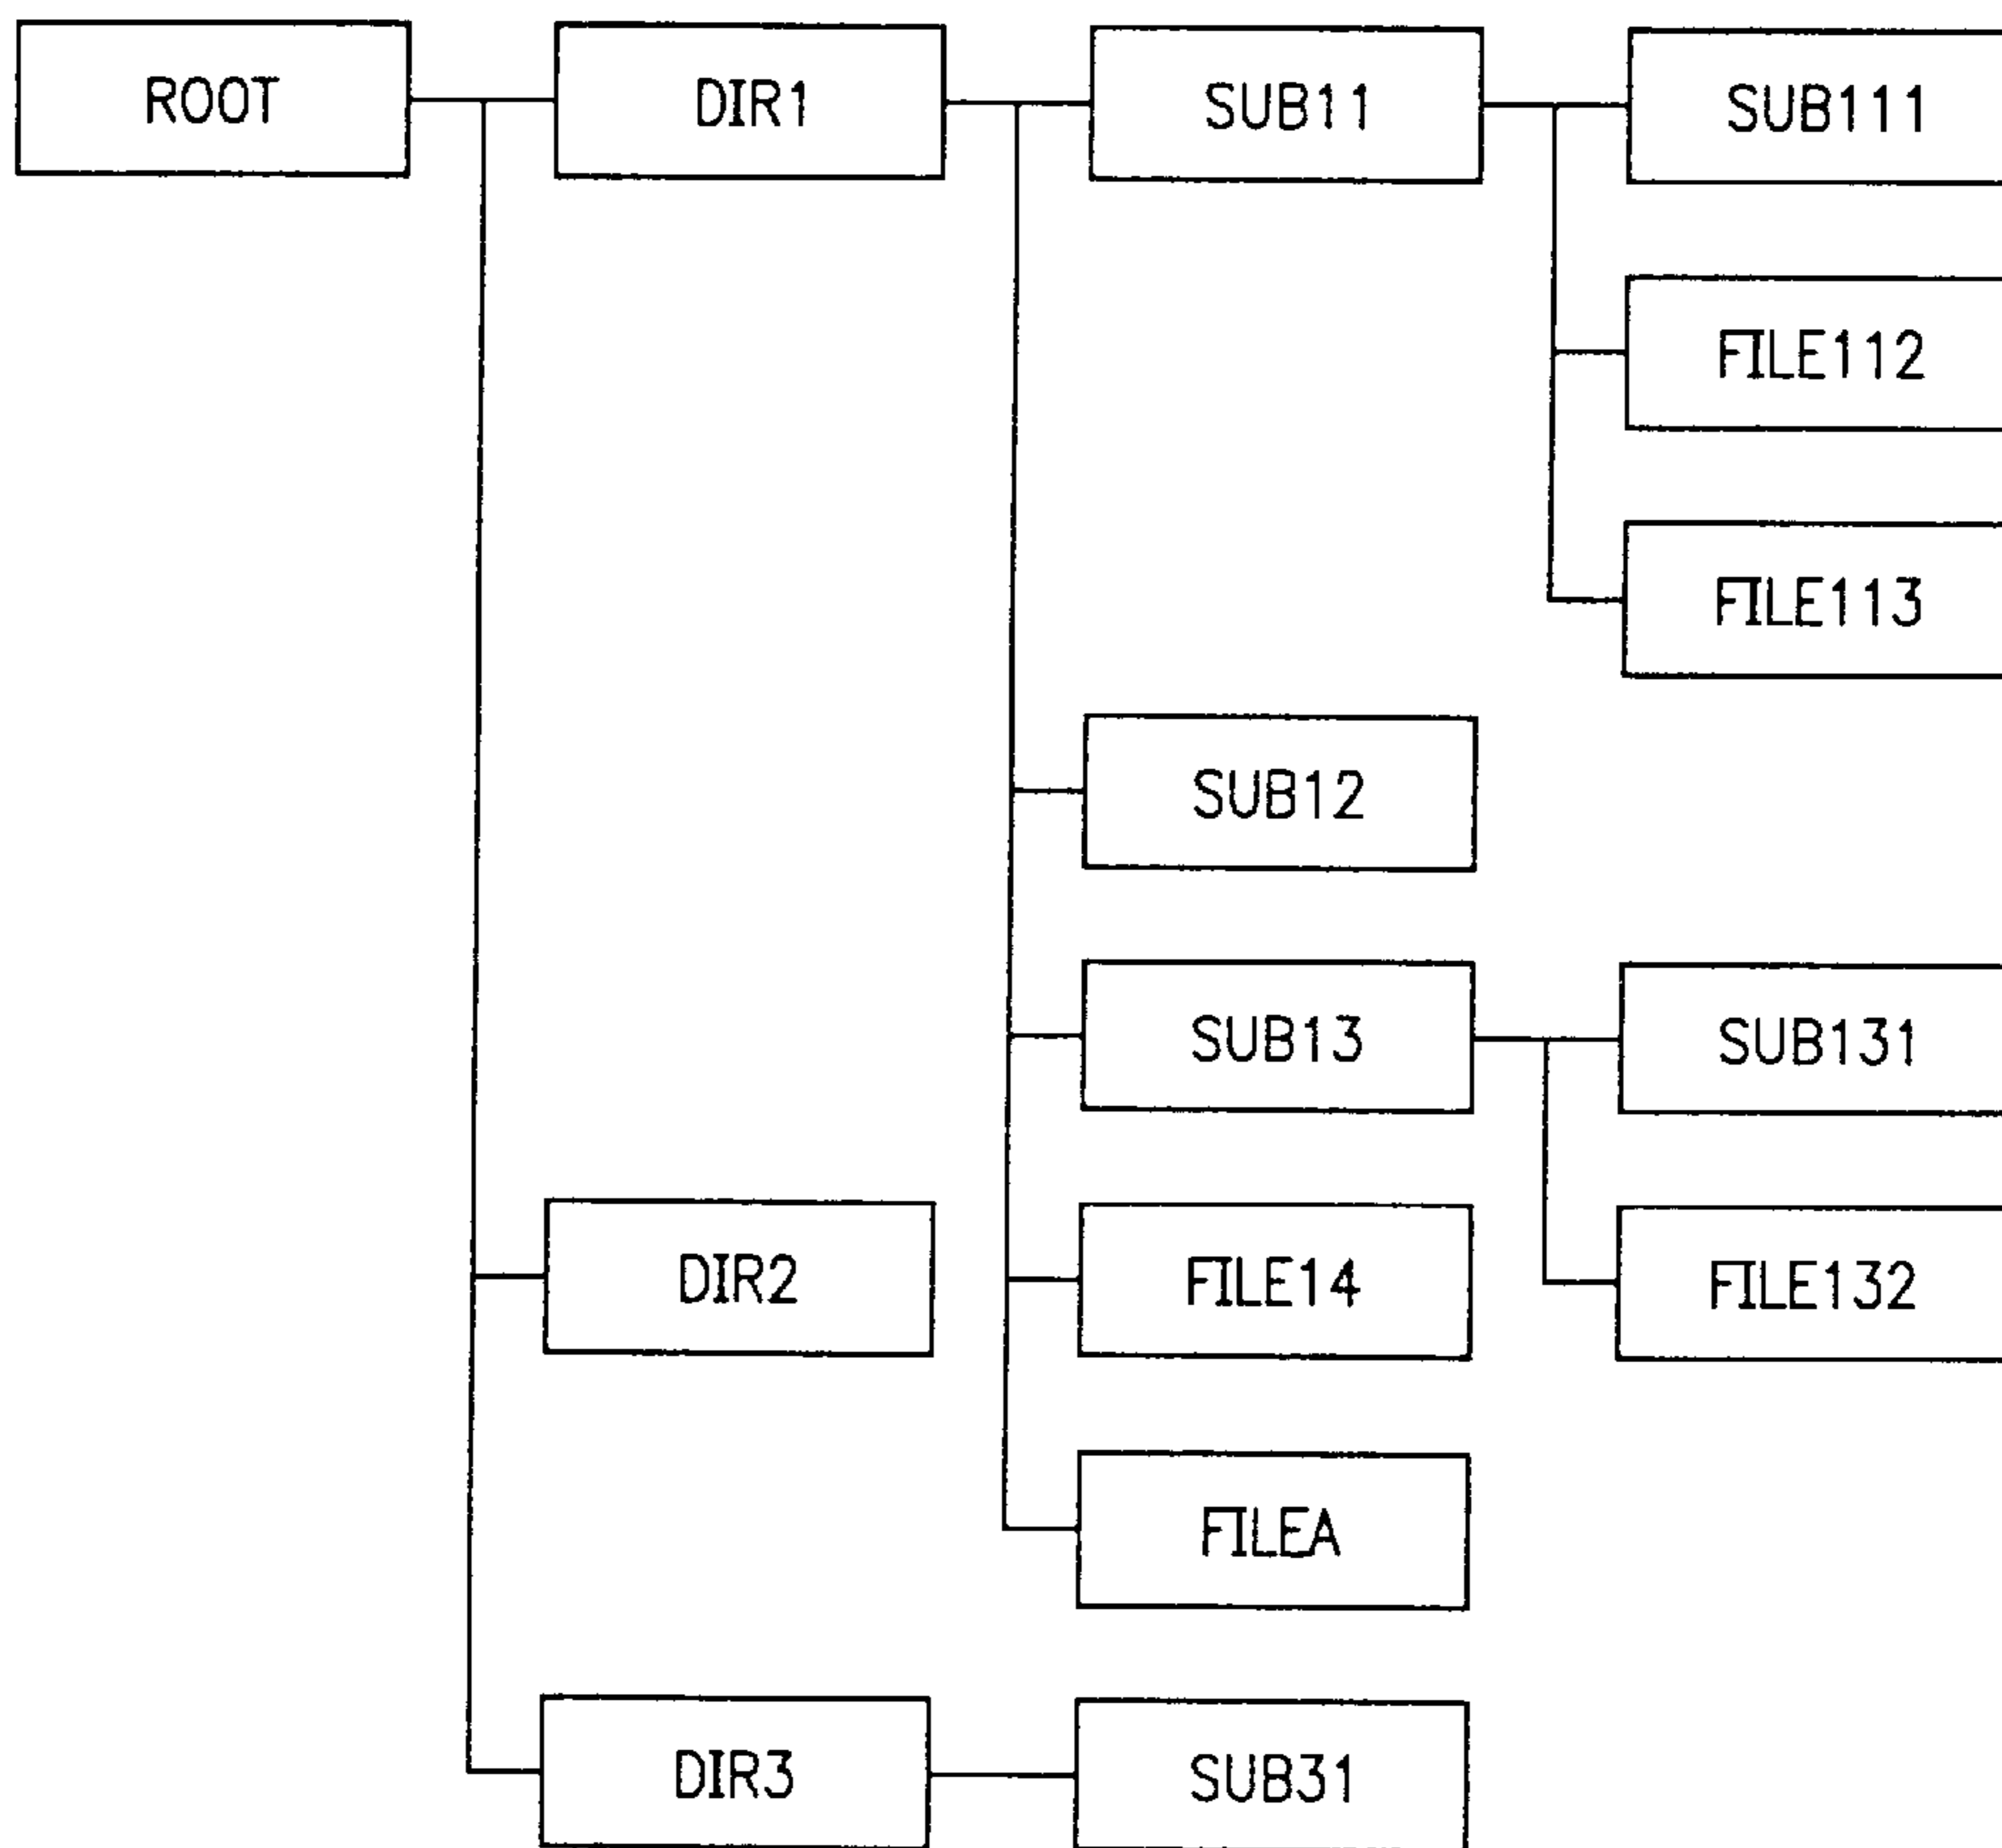 ROOT
DIR1
SUB11
SUB111
FILE112
FILE113
SUB12
SUB13
SUB131
DIR2
FILE14
FILE132
FILEA
DIR3
SUB31